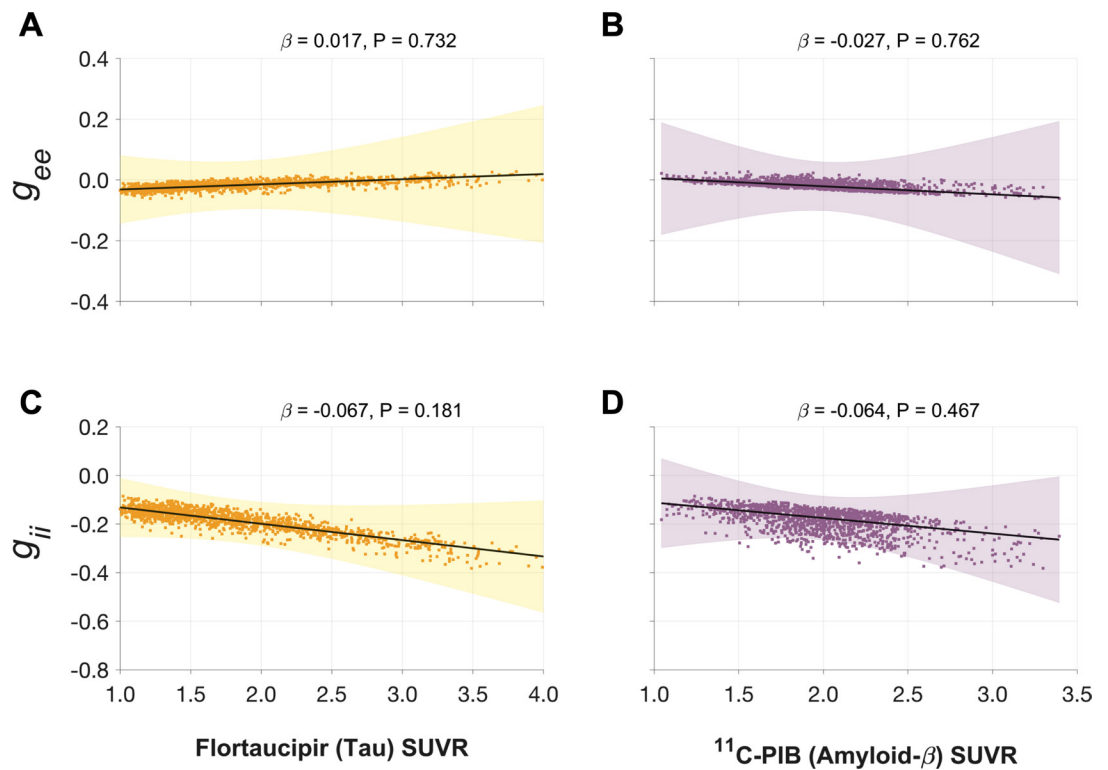 A
β = 0.017, P = 0.732
0.4
0.2
0.0
-0.2
-0.4
gee
B
β = -0.027, P = 0.762
C
β = -0.067, P = 0.181
0.2
0.0
-0.2
-0.4
-0.6
-0.8
gii
1.0 1.5 2.0 2.5 3.0 3.5 4.0
Flortaucipir (Tau) SUVR
D
β = -0.064, P = 0.467
1.0 1.5 2.0 2.5 3.0 3.5
11C-PIB (Amyloid-β) SUVR